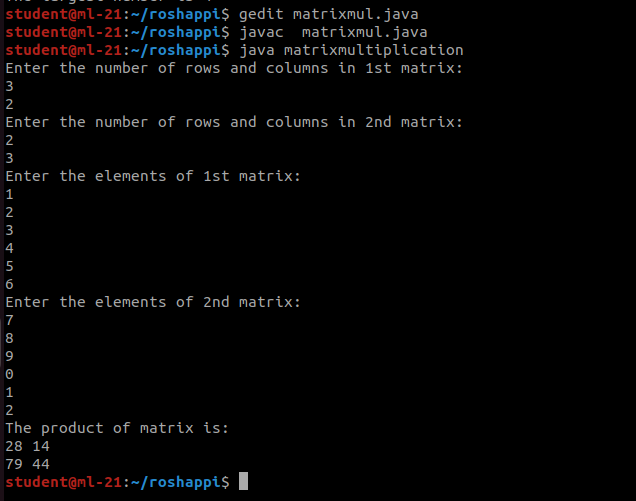 student@ml-21:~/roshappi$ gedit matrixmul.java
student@ml-21:~/roshappi$ javac  matrixmul.java
student@ml-21:~/roshappi$ java matrixmultiplication
Enter the number of rows and columns in 1st matrix:
3
2
Enter the number of rows and columns in 2nd matrix:
2
3
Enter the elements of 1st matrix:
1
2
3
4
5
6
Enter the elements of 2nd matrix:
7
8
9
0
1
2
The product of matrix is:
28 14
79 44
student@ml-21:~/roshappi$